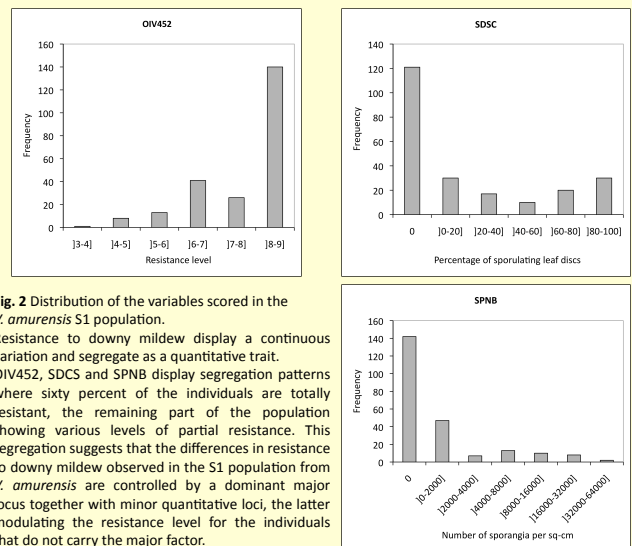 OIV452
160
140
120
100
80
60
40
20
0
Frequency
]3-4] ]4-5] ]5-6] ]6-7] ]7-8] ]8-9]
Resistance level
SDSC
140
120
100
80
60
40
20
0
Frequency
0 ]0-20] ]20-40] ]40-60] ]60-80] ]80-100]
Percentage of sporulating leaf discs
ig. 2 Distribution of the variables scored in the
. amurensis S1 population.
esistance to downy mildew display a continuous
ariation and segregate as a quantitative trait.
OIV452, SDCS and SPNB display segregation patterns
where sixty percent of the individuals are totally
esistant, the remaining part of the population
howing various levels of partial resistance. This
egregation suggests that the differences in resistance
o downy mildew observed in the S1 population from
. amurensis are controlled by a dominant major
ocus together with minor quantitative loci, the latter
modulating the resistance level for the individuals
hat do not carry the major factor.
SPNB
160
140
120
100
80
60
40
20
0
Frequency
0 ]0-2000] ]2000-4000] ]4000-8000] ]8000-16000] ]16000-32000] ]32000-64000]
Number of sporangia per sq-cm